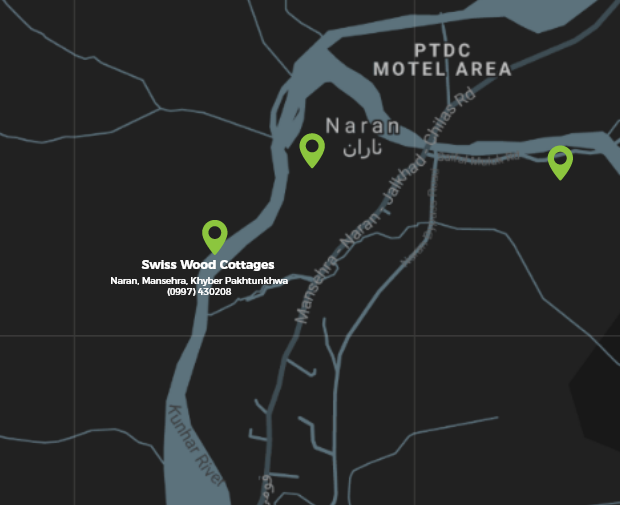 PTDC
MOTEL AREA
Naran
ناران
Mansehra - Naran - Jalkhad - Chilas Rd
Swiss Wood Cottages
Naran, Mansehra, Khyber Pakhtunkhwa
(0997) 430208
Kunhar River